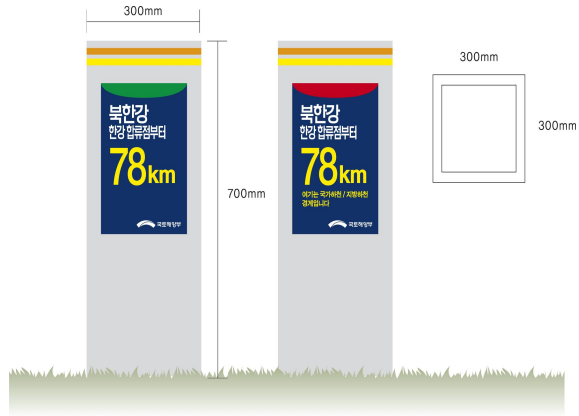 300mm
북한강
한강 합류점부터
78km
국토해양부
700mm
북한강
한강 합류점부터
78km
여기는 국가하천 / 지방하천
경계입니다
국토해양부
300mm
300mm